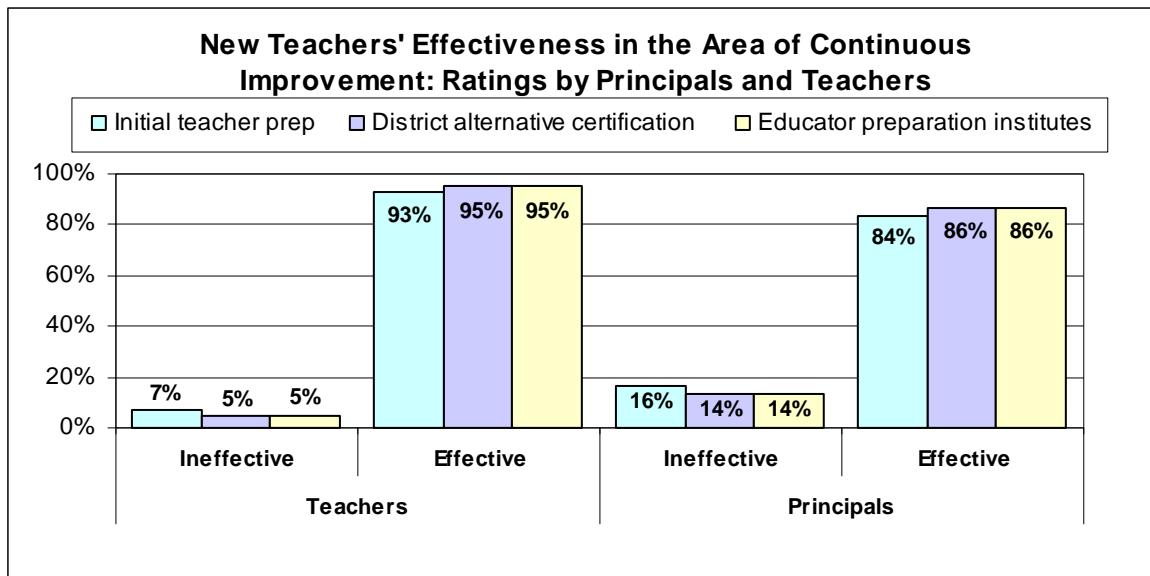 New Teachers' Effectiveness in the Area of Continuous
Improvement: Ratings by Principals and Teachers
Initial teacher prep District alternative certification Educator preparation institutes
100%
80%
60%
40%
20%
0%
7% 5% 5% 93% 95% 95% 16% 14% 14% 84% 86% 86%
Ineffective Effective Ineffective Effective
Teachers Principals